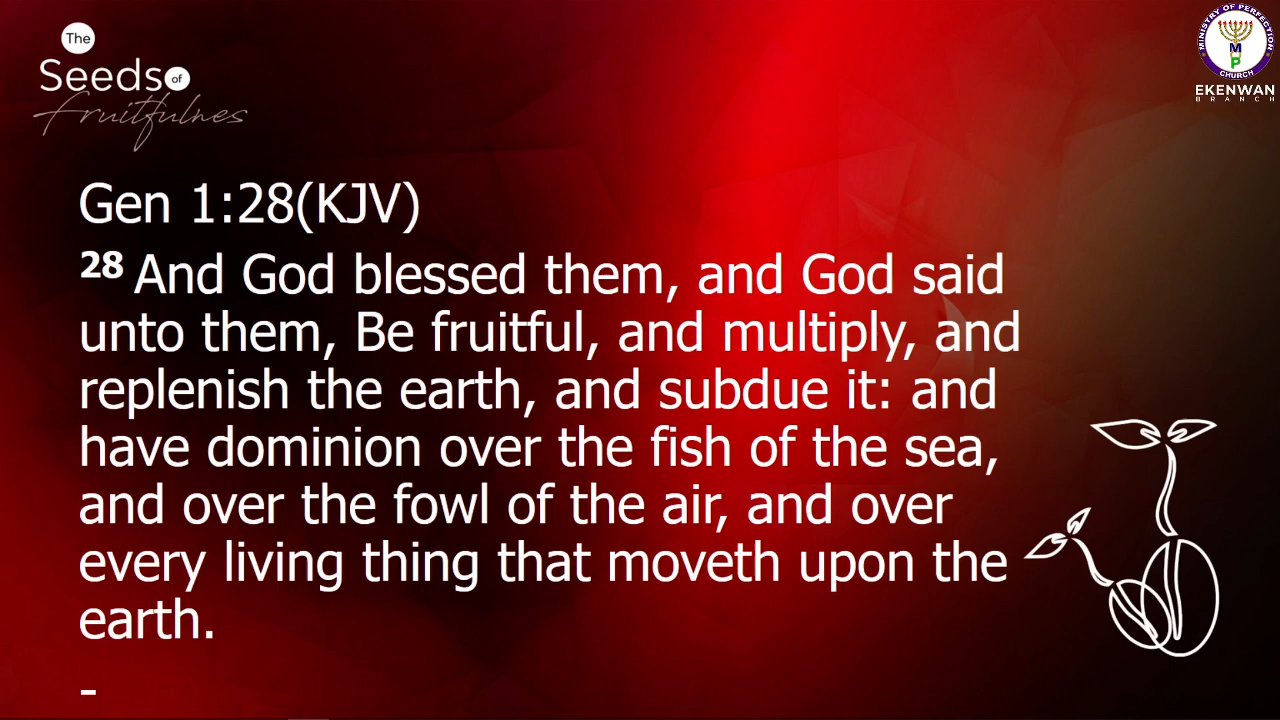 The
Seeds of
fruitfulnes
MINISTRY OF PERFECTION
M
P
CHURCH
EKENWAN
BRANCH
Gen 1:28(KJV)
28 And God blessed them, and God said
unto them, Be fruitful, and multiply, and
replenish the earth, and subdue it: and
have dominion over the fish of the sea,
and over the fowl of the air, and over
every living thing that moveth upon the
earth.
-